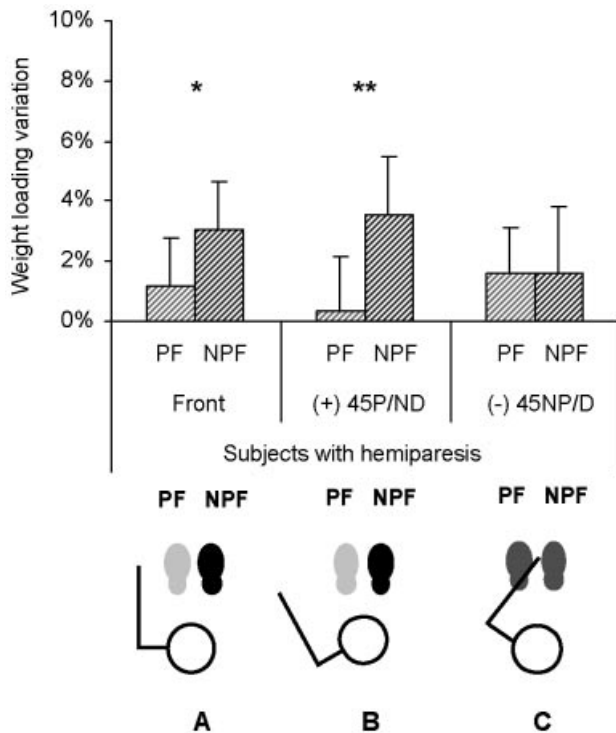 10%
8%
6%
4%
2%
0%
Weight loading variation
* **
PF NPF PF NPF PF NPF
Front (+) 45P/ND (-) 45NP/D
Subjects with hemiparesis
PF NPF PF NPF PF NPF
A B C